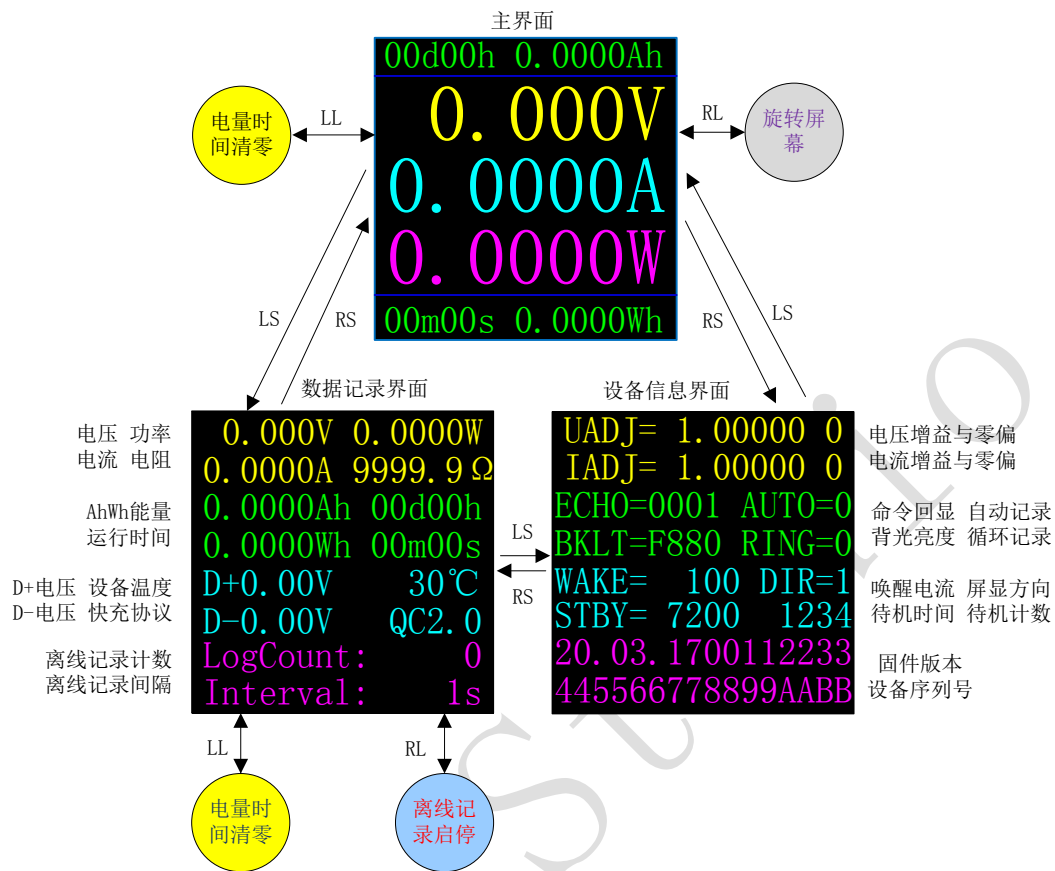 主界面
00d00h 0.0000Ah
0.000V
0.0000A
0.0000W
00m00s 0.0000Wh
电量时
间清零
LL
RL
旋转屏
幕
LS
RS
RS
LS
数据记录界面
设备信息界面
电压 功率
电流 电阻
AhWh能量
运行时间
D+电压 设备温度
D-电压 快充协议
离线记录计数
离线记录间隔
0.000V 0.0000W
0.0000A 9999.9Ω
0.0000Ah 00d00h
0.0000Wh 00m00s
D+0.00V 30℃
D-0.00V QC2.0
LogCount: 0
Interval: 1s
LS
RS
UADJ= 1.00000 0
IADJ= 1.00000 0
ECHO=0001 AUTO=0
BKLT=F880 RING=0
WAKE= 100 DIR=1
STBY= 7200 1234
20.03.1700112233
445566778899AABB
电压增益与零偏
电流增益与零偏
命令回显 自动记录
背光亮度 循环记录
唤醒电流 屏显方向
待机时间 待机计数
固件版本
设备序列号
LL
RL
电量时
间清零
离线记
录启停